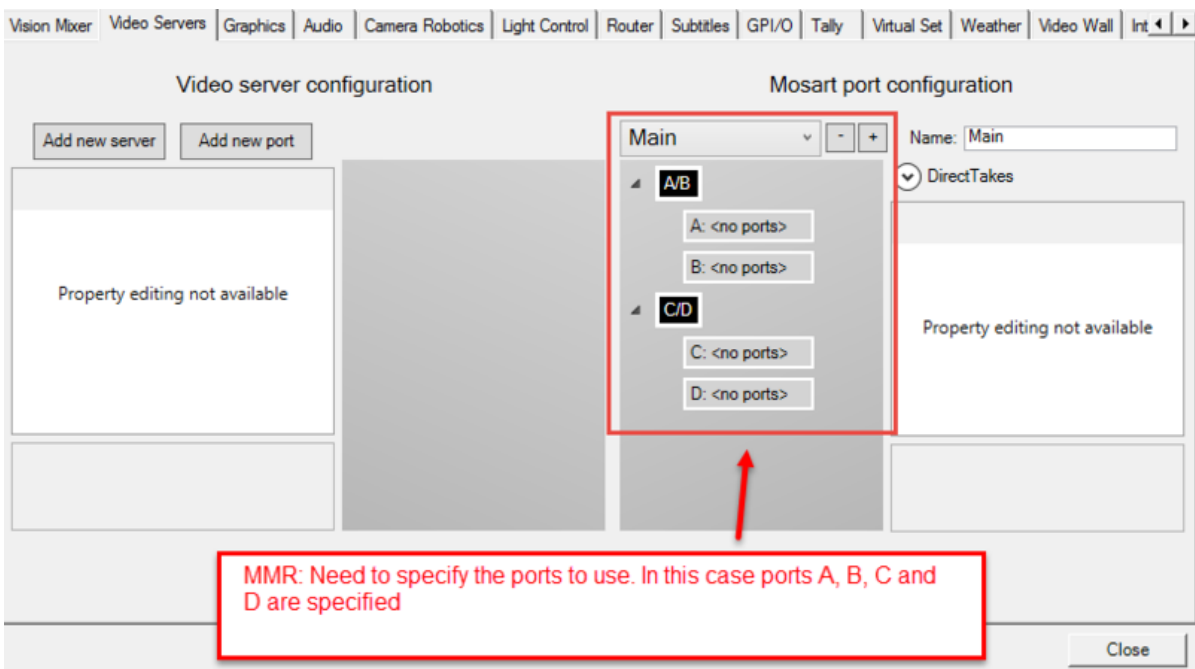 Vision Mixer Video Servers Graphics Audio Camera Robotics Light Control Router Subtitles GPI/O Tally Virtual Set Weather Video Wall Int
Video server configuration
Mosart port configuration
Add new server
Add new port
Main
-
+
Name: Main
DirectTakes
A/B
A: <no ports>
B: <no ports>
C/D
C: <no ports>
D: <no ports>
Property editing not available
Property editing not available
MMR: Need to specify the ports to use. In this case ports A, B, C and
D are specified
Close